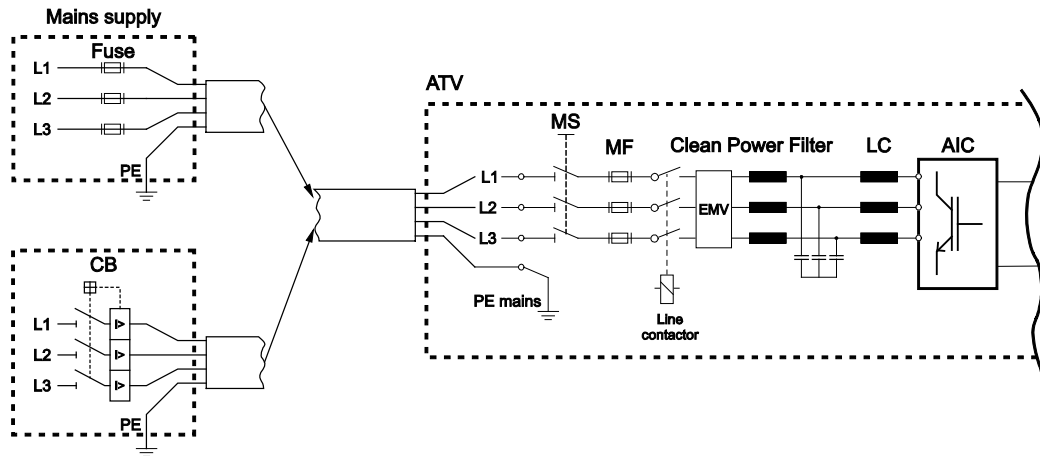 Mains supply
Fuse
L1
L2
L3
PE
CB
L1
L2
L3
I>
I>
I>
PE
ATV
MS
MF
Clean Power Filter
LC
AIC
L1
L2
L3
EMV
PE mains
Line
contactor